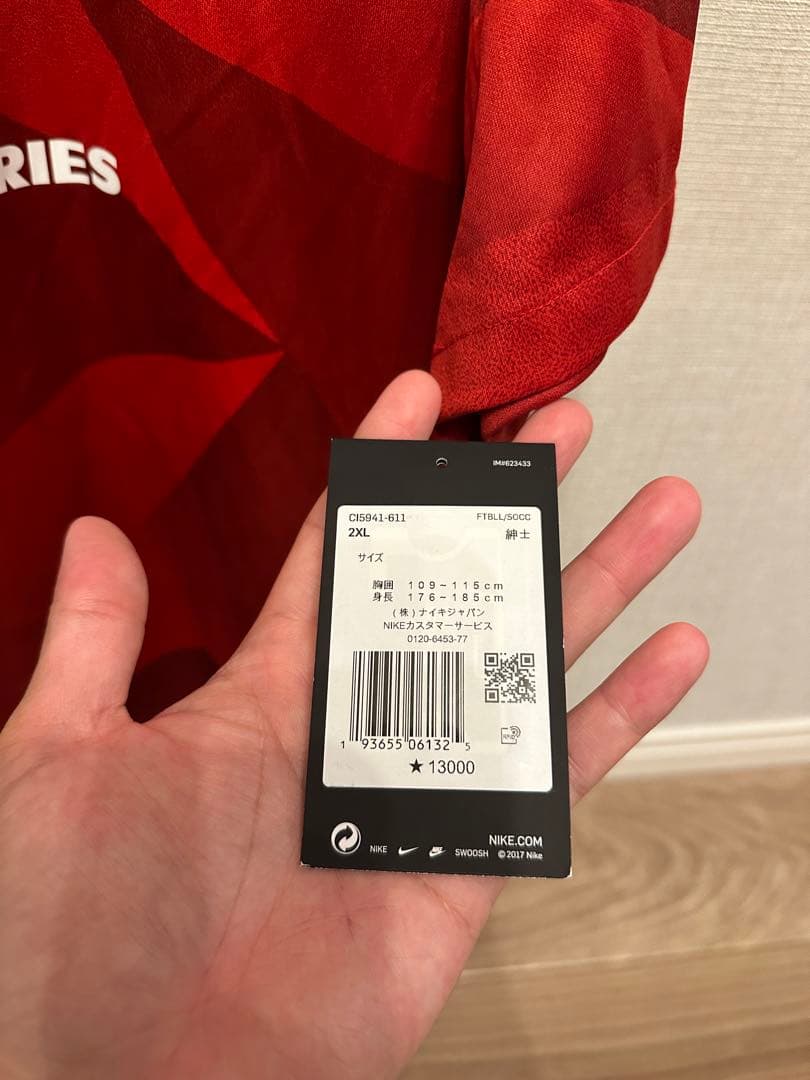 RIES
IM#623433
CI5941-611 FTBLL/SOCC
2XL 紳士
サイズ
胸囲 109~115cm
身長 176~185cm
(株)ナイキジャパン
NIKEカスタマーサービス
0120-6453-77
1 93655 06132 5
★ 13000
NIKE SWOOSH NIKE.COM
© 2017 Nike